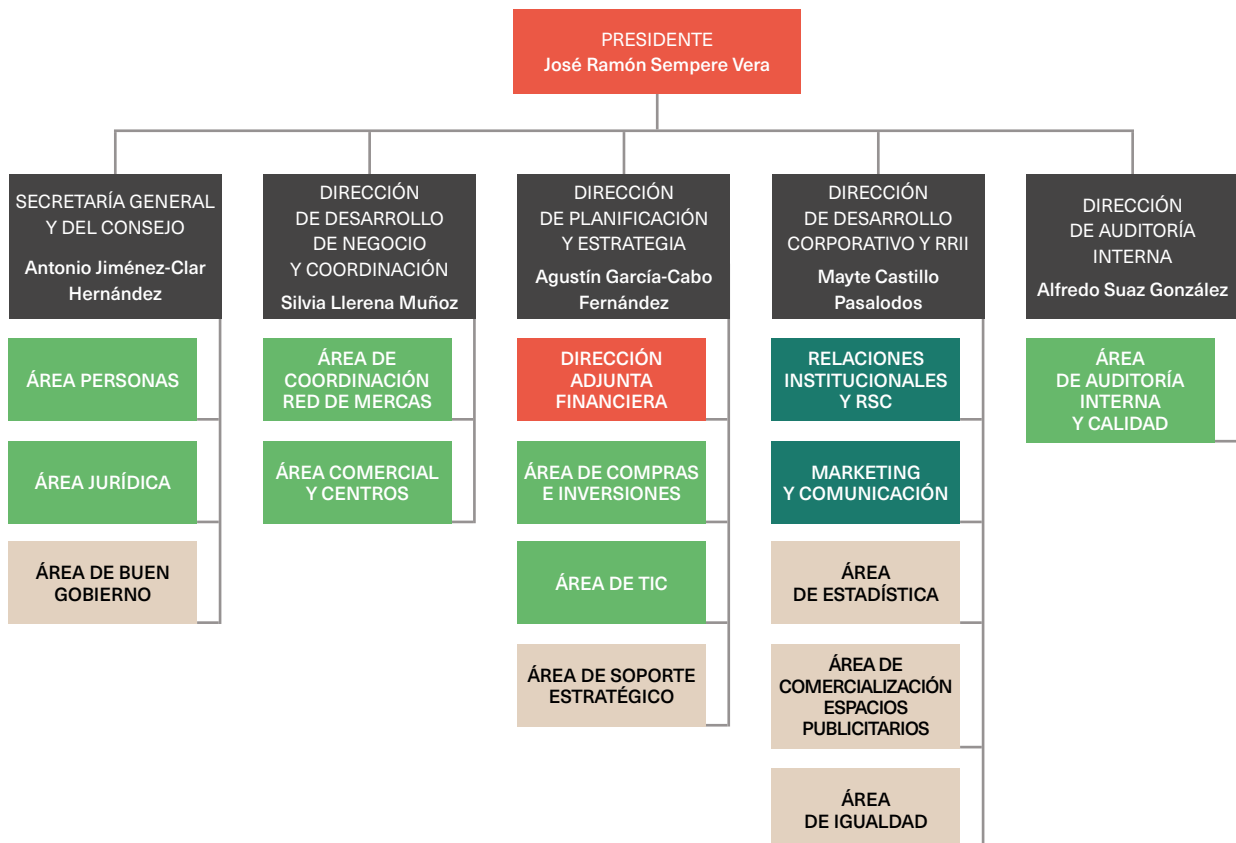 PRESIDENTE
José Ramón Sempere Vera
SECRETARÍA GENERAL
Y DEL CONSEJO
Antonio Jiménez-Clar
Hernández
DIRECCIÓN
DE DESARROLLO
DE NEGOCIO
Y COORDINACIÓN
Silvia Llerena Muñoz
DIRECCIÓN
DE PLANIFICACIÓN
Y ESTRATEGIA
Agustín García-Cabo
Fernández
DIRECCIÓN
DE DESARROLLO
CORPORATIVO Y RRII
Mayte Castillo
Pasalodos
DIRECCIÓN
DE AUDITORÍA
INTERNA
Alfredo Suaz González
ÁREA PERSONAS
ÁREA JURÍDICA
ÁREA DE BUEN
GOBIERNO
ÁREA DE
COORDINACIÓN
RED DE MERCAS
ÁREA COMERCIAL
Y CENTROS
DIRECCIÓN
ADJUNTA
FINANCIERA
ÁREA DE COMPRAS
E INVERSIONES
ÁREA DE TIC
ÁREA DE SOPORTE
ESTRATÉGICO
RELACIONES
INSTITUCIONALES
Y RSC
MARKETING
Y COMUNICACIÓN
ÁREA
DE ESTADÍSTICA
ÁREA DE
COMERCIALIZACIÓN
ESPACIOS
PUBLICITARIOS
ÁREA
DE IGUALDAD
ÁREA
DE AUDITORÍA
INTERNA
Y CALIDAD